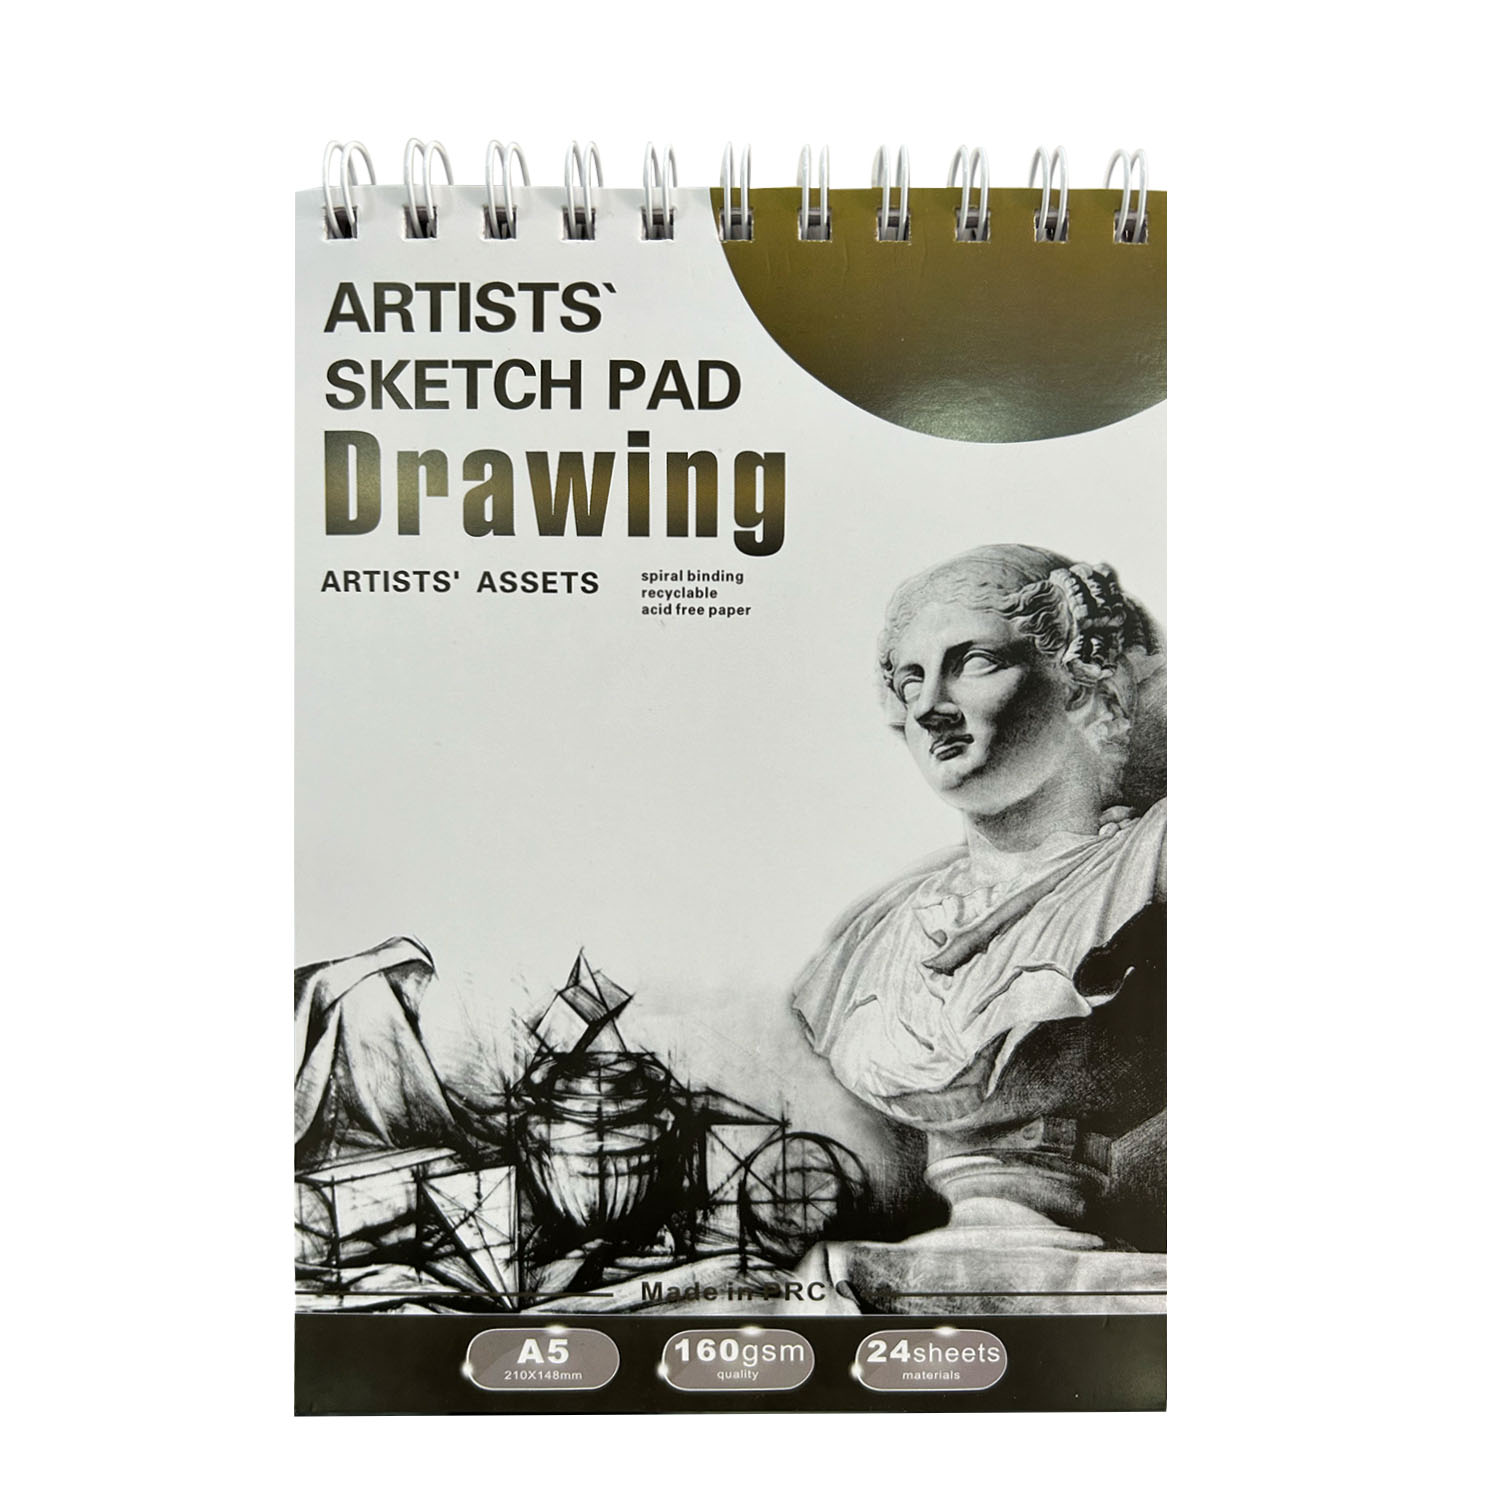 ARTISTS`
SKETCH PAD
Drawing
ARTISTS' ASSETS
spiral binding
recyclable
acid free paper
Made in PRC
A5
210X148mm
160gsm
quality
24sheets
materials